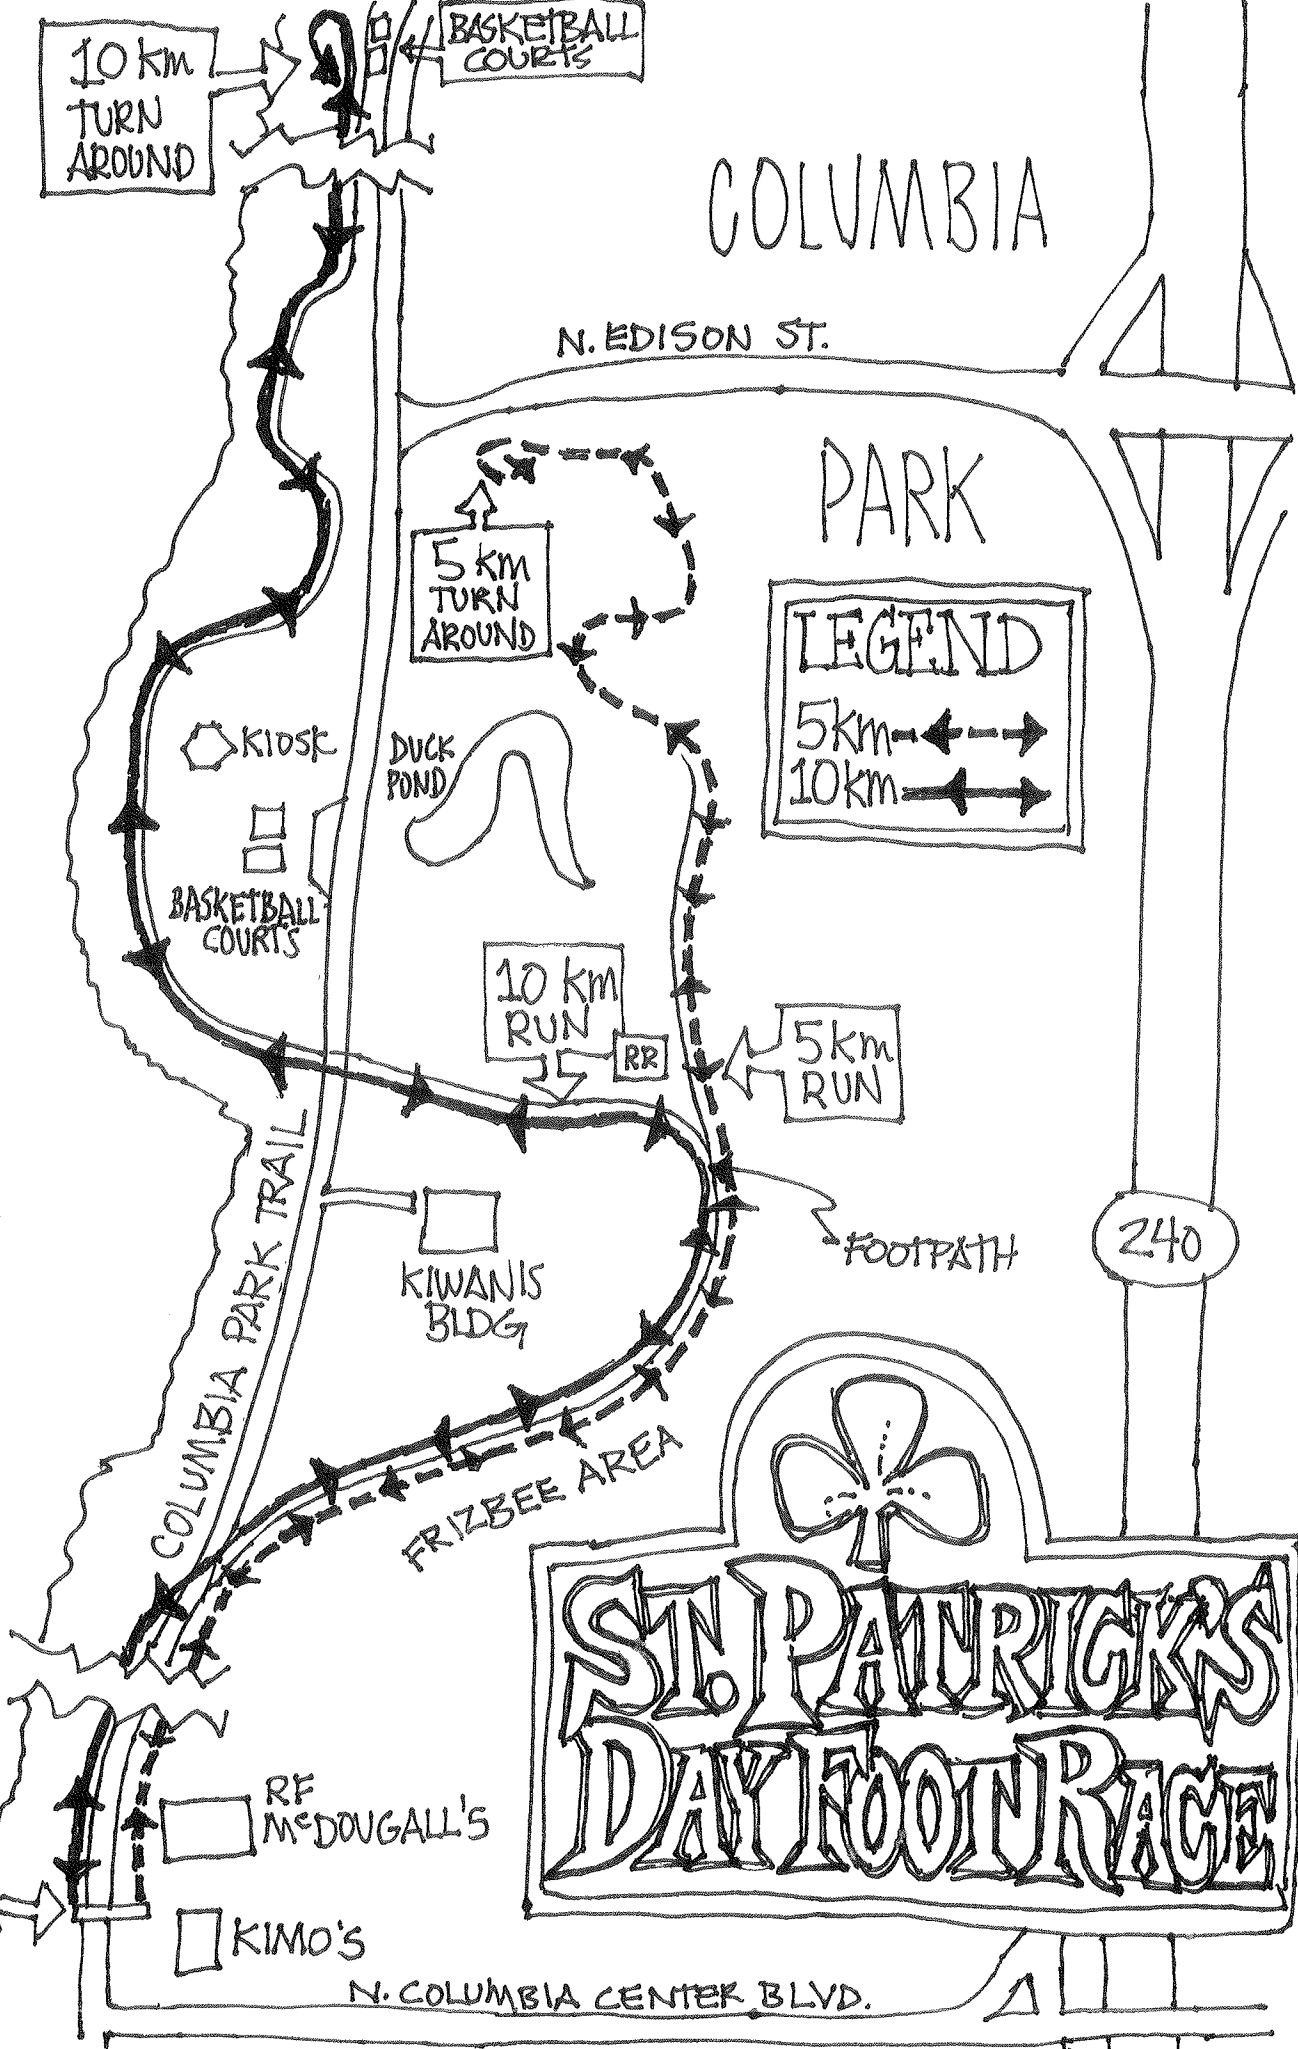 10 km
TURN
AROUND
BASKETBALL
COURTS
COLUMBIA
N. EDISON ST.
PARK
5 km
TURN
AROUND
LEGEND
5km
10km
KIOSK
DUCK
POND
BASKETBALL
COURTS
10 km
RUN
RR
5km
RUN
COLUMBIA PARK TRAIL
FOOTPATH
240
KIWANIS
BLDG
FRIZBEE AREA
ST. PATRICK'S
DAY FOOT RACE
RF
McDOUGALL'S
KIMO'S
N. COLUMBIA CENTER BLVD.